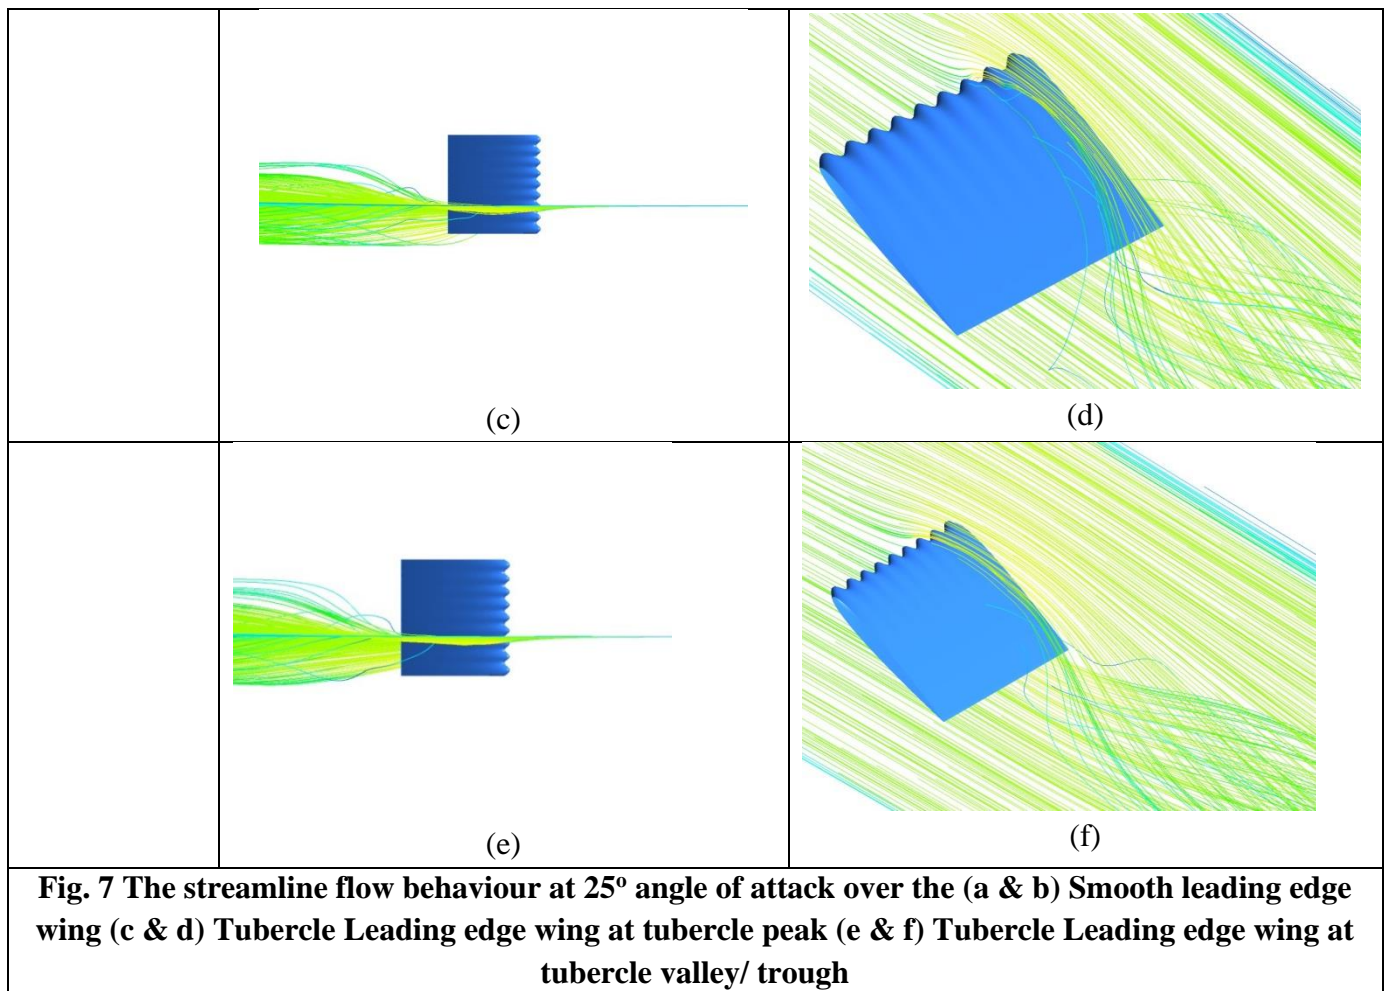 (c)
(d)
(e)
(f)
Fig. 7 The streamline flow behaviour at 25º angle of attack over the (a & b) Smooth leading edge
wing (c & d) Tubercle Leading edge wing at tubercle peak (e & f) Tubercle Leading edge wing at
tubercle valley/ trough